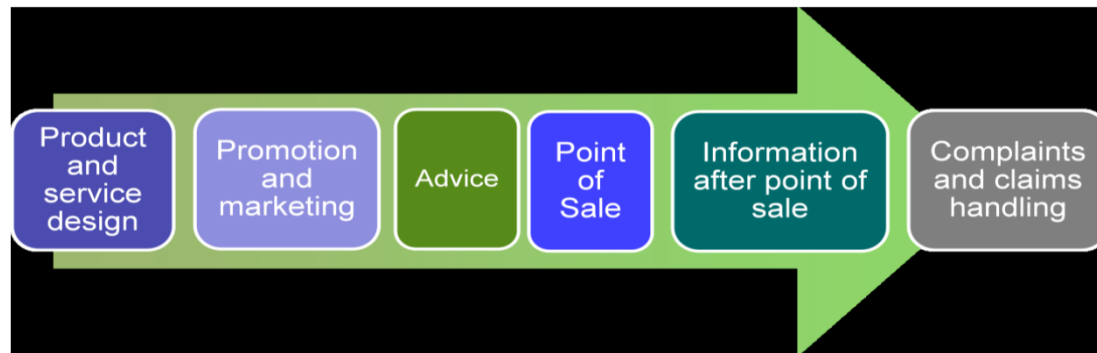 Product
and
service
design
Promotion
and
marketing
Advice
Point
of
Sale
Information
after point of
sale
Complaints
and claims
handling